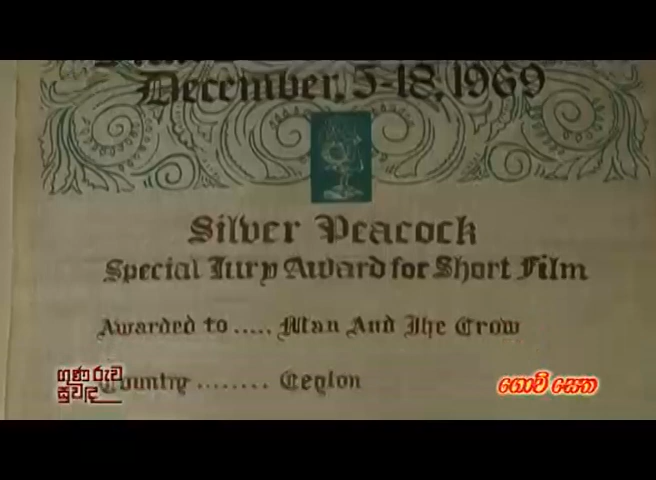 December, 5-18, 1969
Silver Peacock
Special Jury Award for Short Film
Awarded to ..... Man And The Crow
Country ........ Ceylon
ගුණ රුව
සුවඳ
ගොවි සෙත